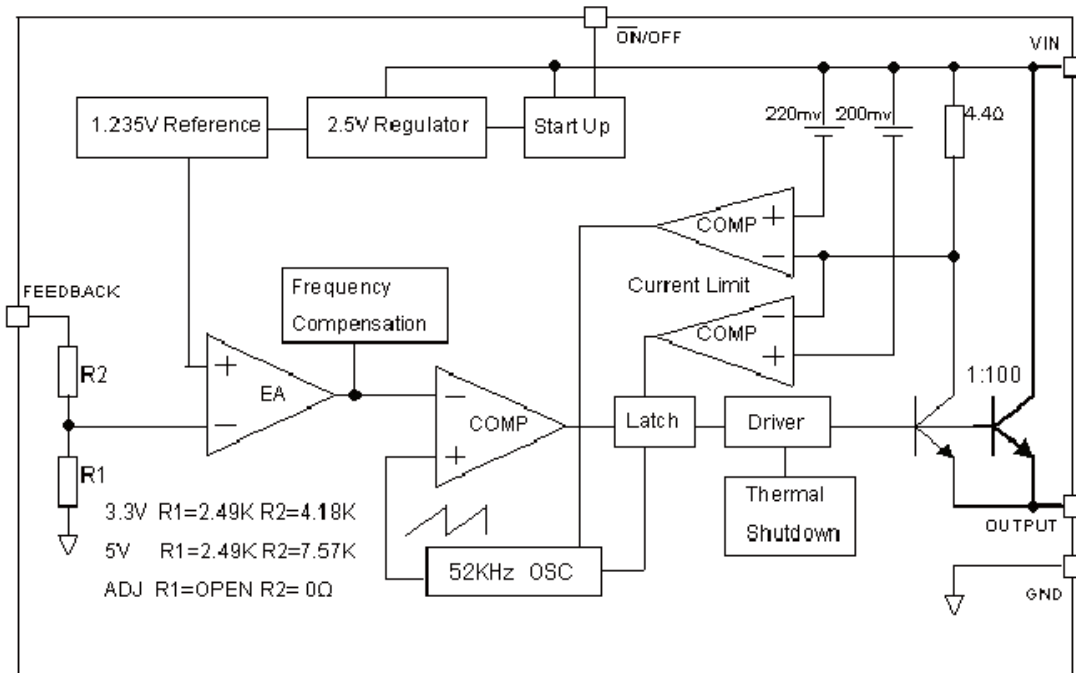 ON/OFF
VIN
1.235V Reference
2.5V Regulator
Start Up
220mv
200mv
4.4Ω
COMP
+
−
Current Limit
COMP
−
+
FEEDBACK
Frequency
Compensation
R2
+
EA
−
−
COMP
+
Latch
Driver
1:100
R1
Thermal
Shutdown
3.3V R1=2.49K R2=4.18K
5V R1=2.49K R2=7.57K
ADJ R1=OPEN R2= 0Ω
52KHz OSC
OUTPUT
GND